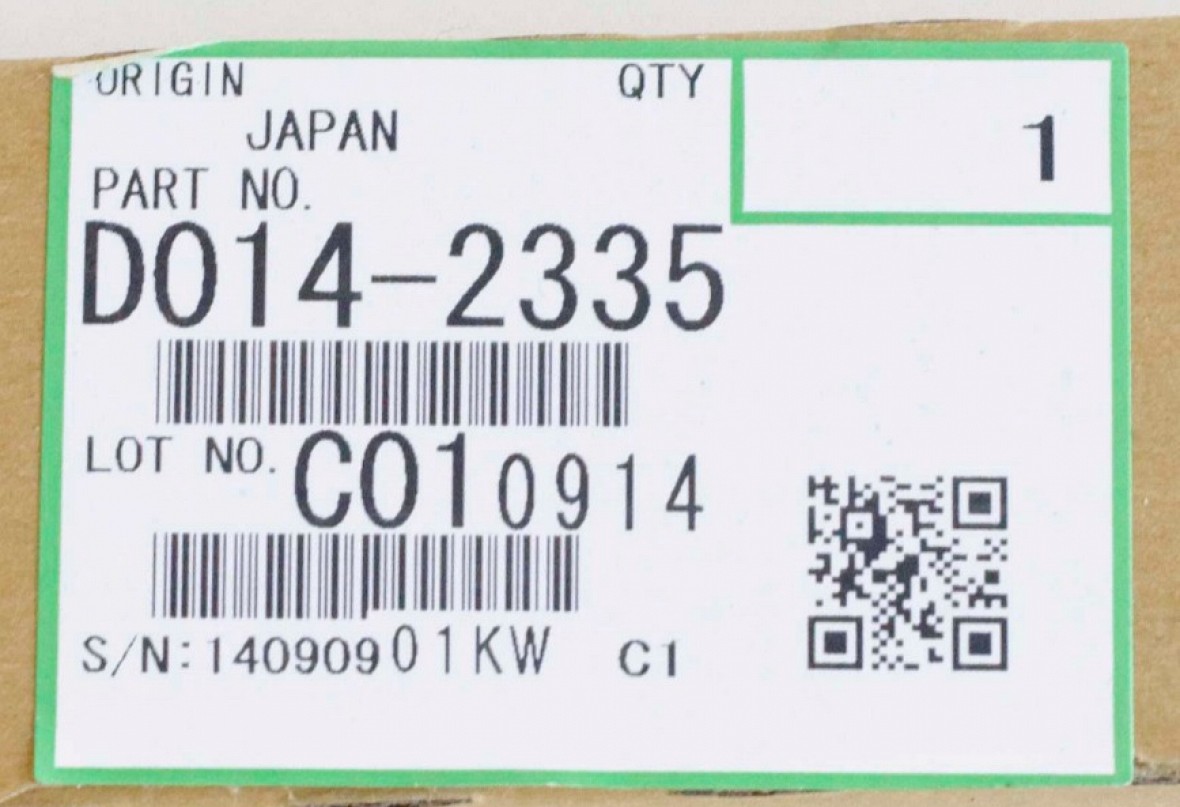 ORIGIN QTY
1
JAPAN
PART NO.
D014-2335
LOT NO. C010914
S/N:14090901KW C1